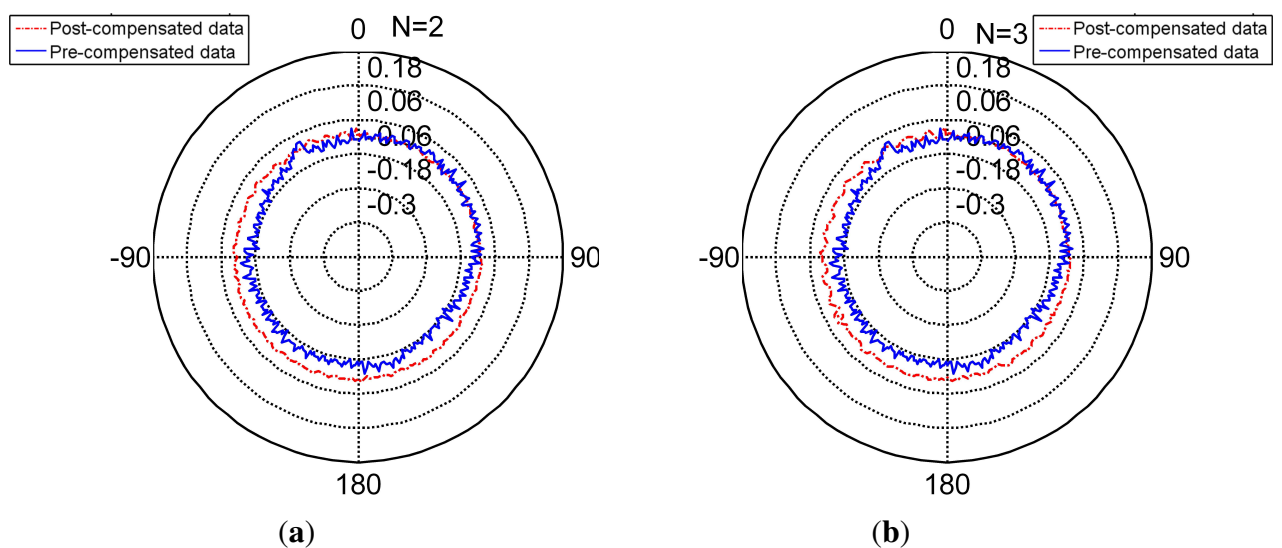 Post-compensated data
Pre-compensated data
0 N=2
0.18
0.06
0.06
-0.18
-0.3
-90
90
180
(a)
0 N=3
Post-compensated data
Pre-compensated data
0.18
0.06
0.06
-0.18
-0.3
-90
90
180
(b)